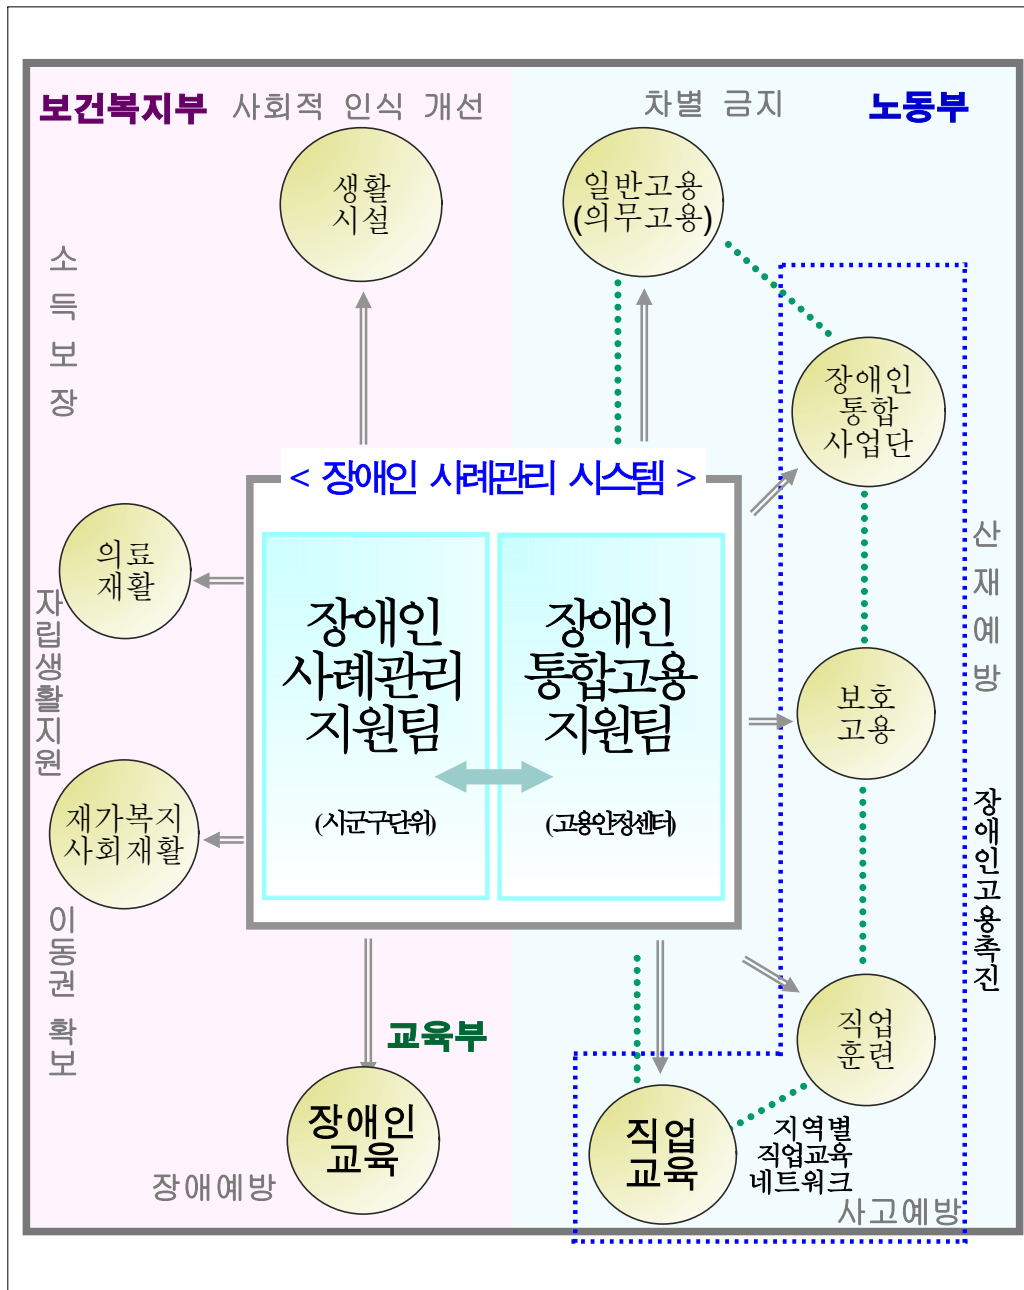 보건복지부
사회적 인식 개선
차별 금지
노동부
생활
시설
일반고용
(의무고용)
소
득
보
장
장애인
통합
사업단
< 장애인 사례관리 시스템 >
의료
재활
산
재
예
방
자
립
생
활
지
원
장애인
사례관리
지원팀
(시군구단위)
장애인
통합고용
지원팀
(고용안정센터)
보호
고용
재가복지
사회재활
장
애
인
고
용
촉
진
이
동
권
확
보
교육부
직업
훈련
장애인
교육
직업
교육
지역별
직업교육
네트워크
장애예방
사고예방